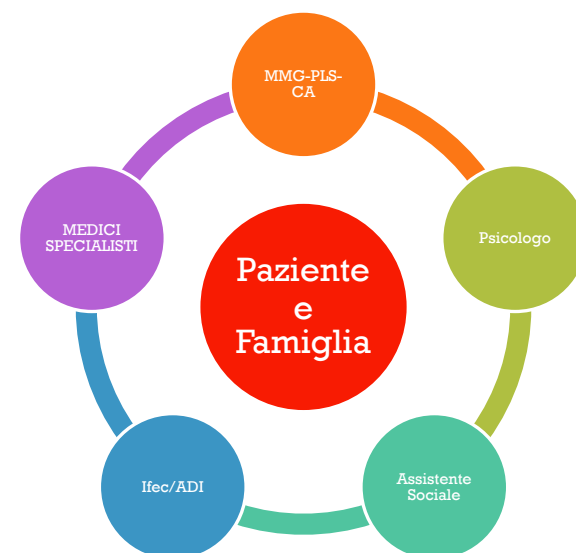 MMG-PLS-
CA
Psicologo
Assistente
Sociale
Ifec/ADI
MEDICI
SPECIALISTI
Paziente
e
Famiglia